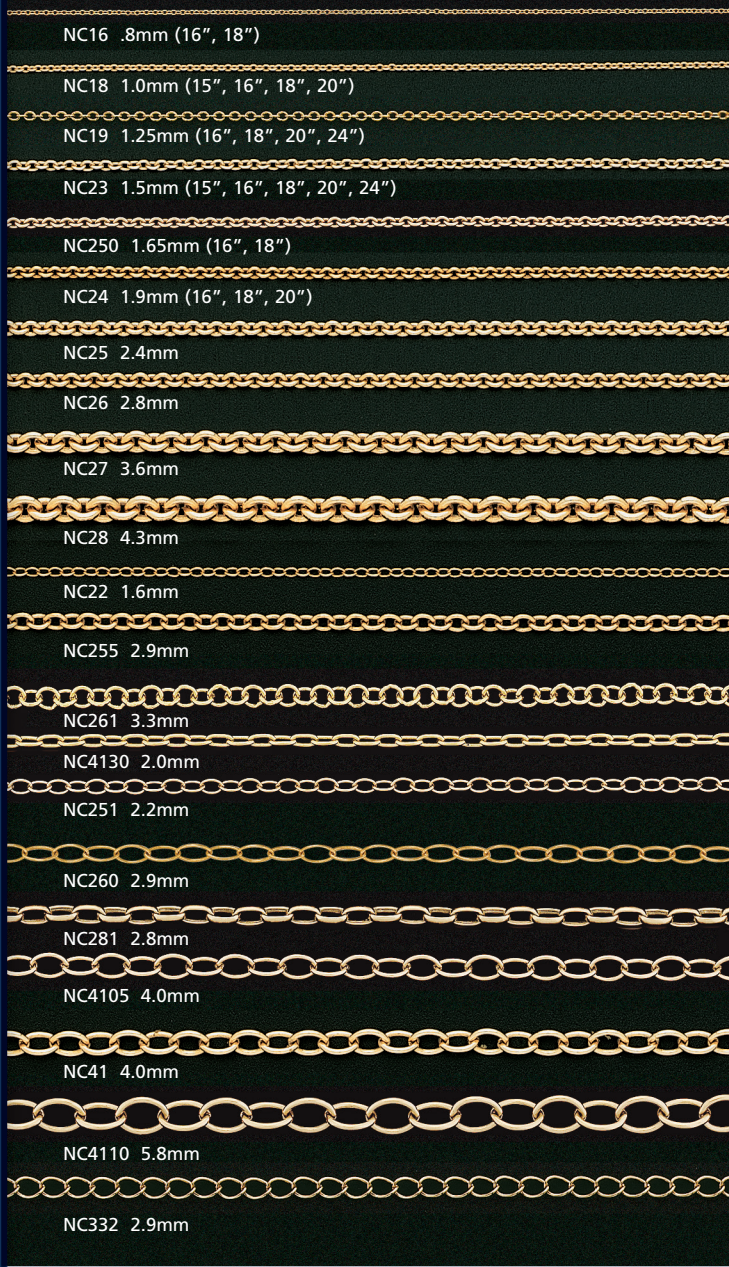 NC16 .8mm (16”, 18”)
NC18 1.0mm (15”, 16”, 18”, 20”)
NC19 1.25mm (16”, 18”, 20”, 24”)
NC23 1.5mm (15”, 16”, 18”, 20”, 24”)
NC250 1.65mm (16”, 18”)
NC24 1.9mm (16”, 18”, 20”)
NC25 2.4mm
NC26 2.8mm
NC27 3.6mm
NC28 4.3mm
NC22 1.6mm
NC255 2.9mm
NC261 3.3mm
NC4130 2.0mm
NC251 2.2mm
NC260 2.9mm
NC281 2.8mm
NC4105 4.0mm
NC41 4.0mm
NC4110 5.8mm
NC332 2.9mm